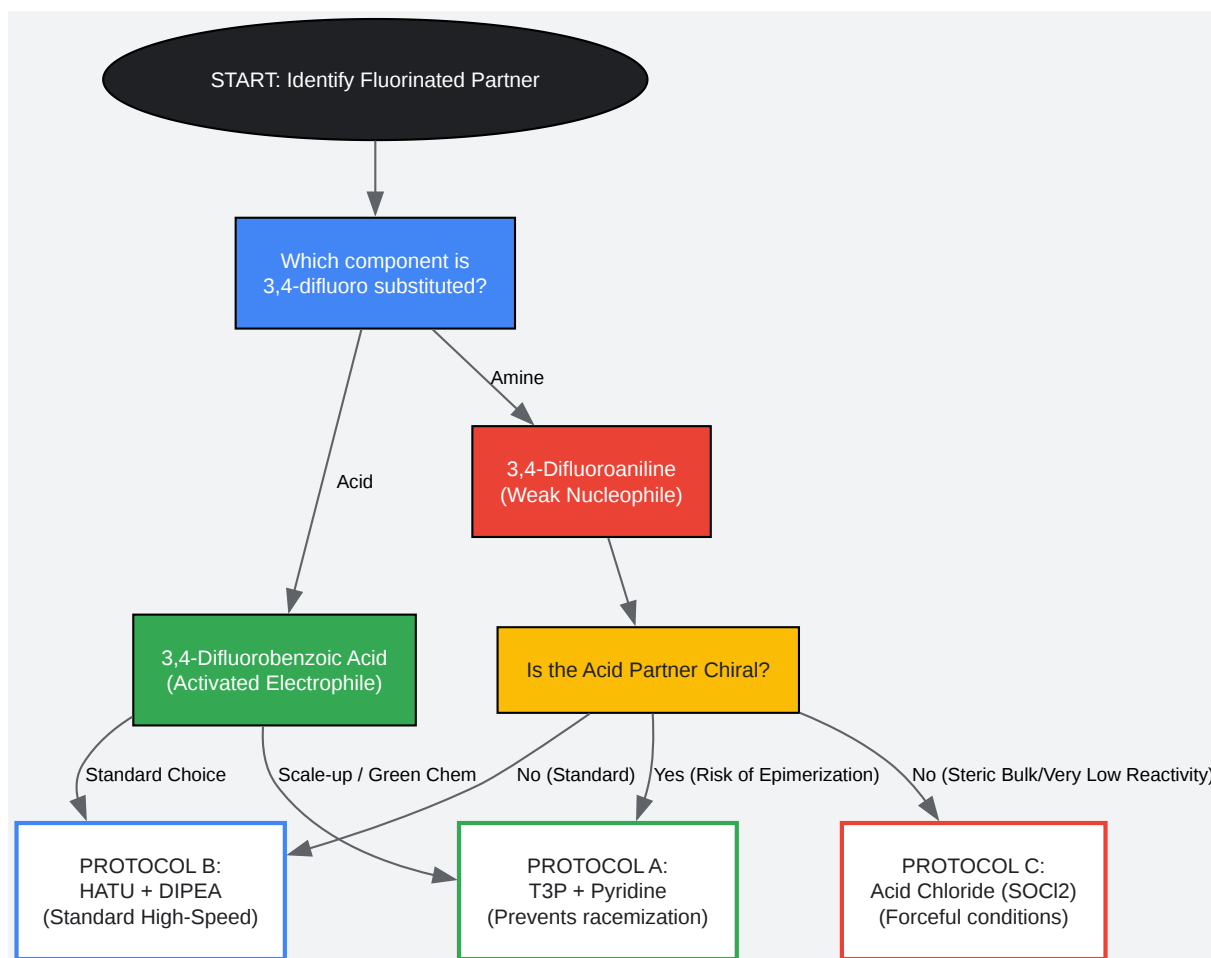 START: Identify Fluorinated Partner
Which component is
3,4-difluoro substituted?
Amine
Acid
3,4-Difluoroaniline
(Weak Nucleophile)
3,4-Difluorobenzoic Acid
(Activated Electrophile)
Is the Acid Partner Chiral?
Standard Choice
Scale-up / Green Chem
No (Standard)
Yes (Risk of Epimerization)
No (Steric Bulk/Very Low Reactivity)
PROTOCOL B:
HATU + DIPEA
(Standard High-Speed)
PROTOCOL A:
T3P + Pyridine
(Prevents racemization)
PROTOCOL C:
Acid Chloride (SOCl2)
(Forceful conditions)